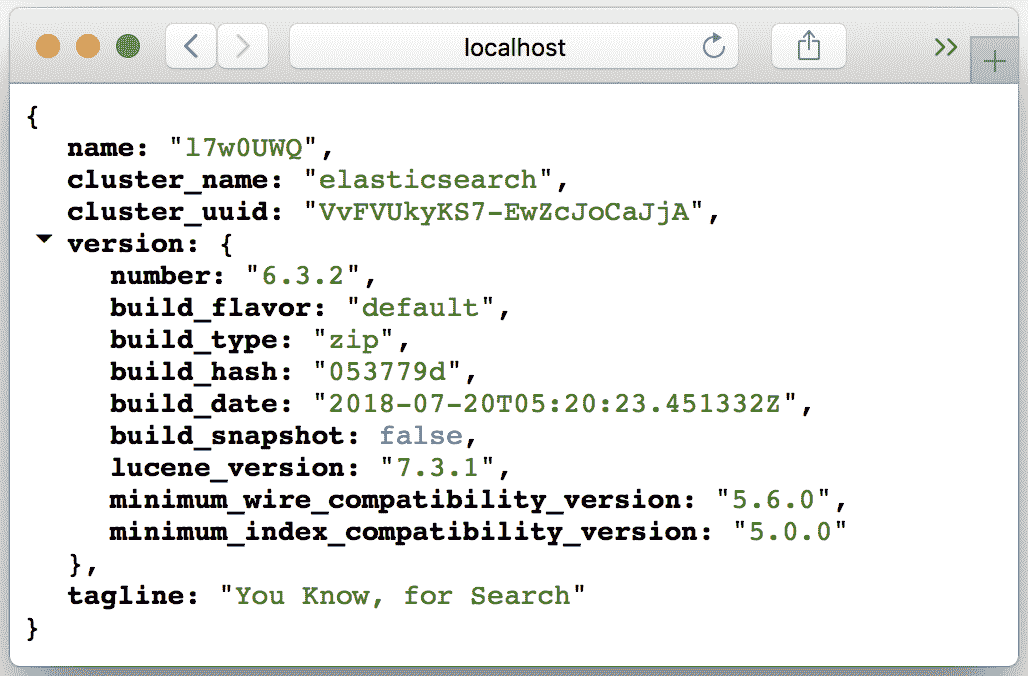 localhost
{
name: "l7w0UWQ",
cluster_name: "elasticsearch",
cluster_uuid: "VvFVUkyKS7-EwZcJoCaJjA",
version: {
number: "6.3.2",
build_flavor: "default",
build_type: "zip",
build_hash: "053779d",
build_date: "2018-07-20T05:20:23.451332Z",
build_snapshot: false,
lucene_version: "7.3.1",
minimum_wire_compatibility_version: "5.6.0",
minimum_index_compatibility_version: "5.0.0"
},
tagline: "You Know, for Search"
}